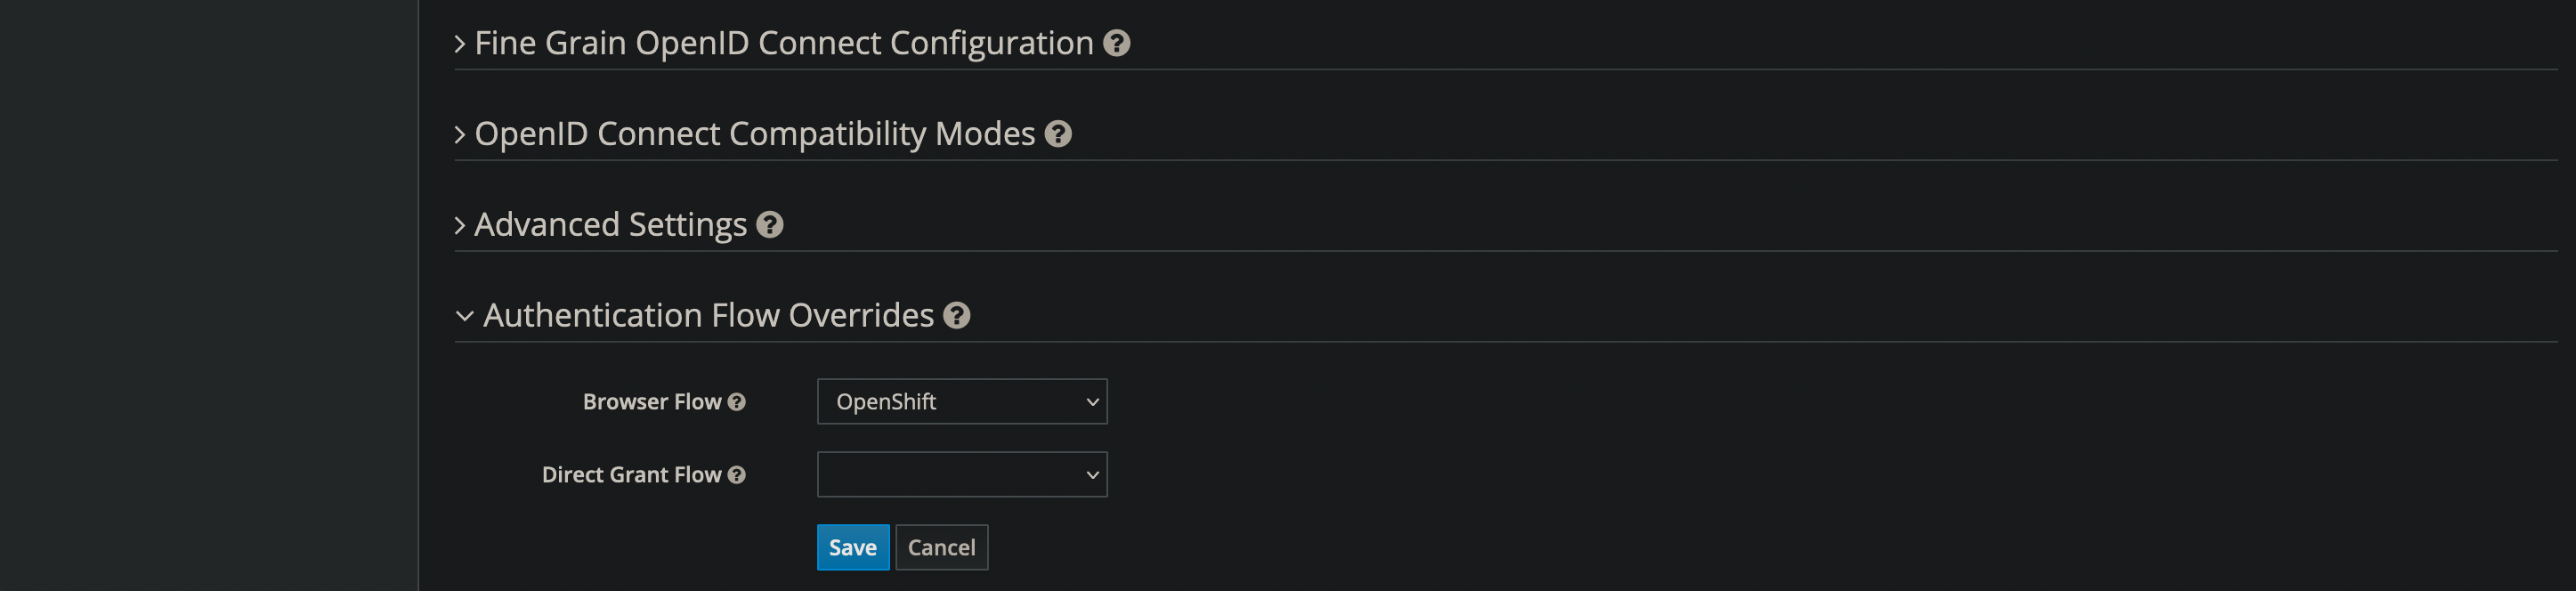 Fine Grain OpenID Connect Configuration
OpenID Connect Compatibility Modes
Advanced Settings
Authentication Flow Overrides
Browser Flow
OpenShift
Direct Grant Flow
Save
Cancel